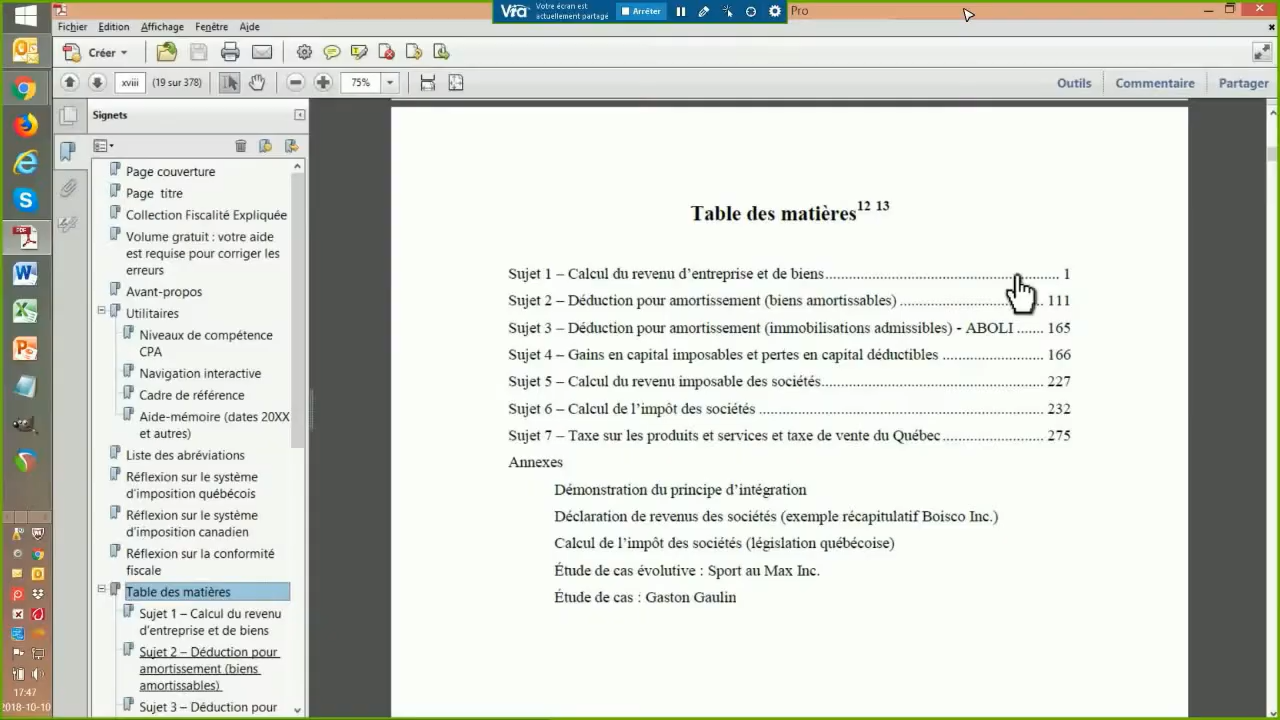 Vra
Votre écran est
actuellement partagé
Arrêter
Pro
Fichier Edition Affichage Fenêtre Aide
Créer
xviii (19 sur 378) 75% Outils Commentaire Partager
Signets
Page couverture
Page titre
Collection Fiscalité Expliquée
Volume gratuit : votre aide
est requise pour corriger les
erreurs
Avant-propos
Utilitaires
Niveaux de compétence
CPA
Navigation interactive
Cadre de référence
Aide-mémoire (dates 20XX
et autres)
Liste des abréviations
Réflexion sur le système
d'imposition québécois
Réflexion sur le système
d'imposition canadien
Réflexion sur la conformité
fiscale
Table des matières
Sujet 1 – Calcul du revenu
d'entreprise et de biens
Sujet 2 – Déduction pour
amortissement (biens
amortissables)
Sujet 3 – Déduction pour
Table des matières12 13
Sujet 1 – Calcul du revenu d'entreprise et de biens.......... 1
Sujet 2 – Déduction pour amortissement (biens amortissables) .......... 111
Sujet 3 – Déduction pour amortissement (immobilisations admissibles) - ABOLI ....... 165
Sujet 4 – Gains en capital imposables et pertes en capital déductibles .......... 166
Sujet 5 – Calcul du revenu imposable des sociétés.......... 227
Sujet 6 – Calcul de l'impôt des sociétés .......... 232
Sujet 7 – Taxe sur les produits et services et taxe de vente du Québec.......... 275
Annexes
Démonstration du principe d'intégration
Déclaration de revenus des sociétés (exemple récapitulatif Boisco Inc.)
Calcul de l'impôt des sociétés (législation québécoise)
Étude de cas évolutive : Sport au Max Inc.
Étude de cas : Gaston Gaulin
17:47
2018-10-10